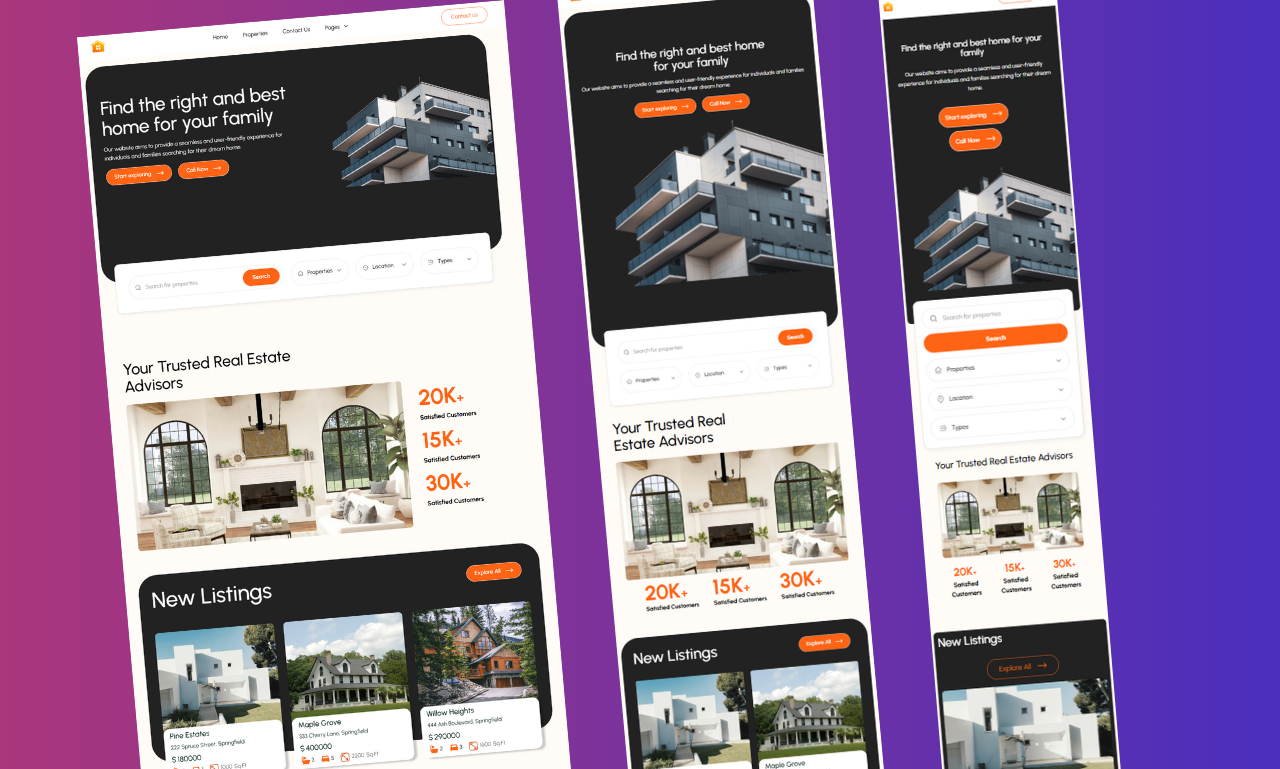 Home
Properties
Contact Us
Pages
Contact us
Find the right and best
home for your family
Our website aims to provide a seamless and user-friendly experience for
individuals and families searching for their dream home.
Start exploring
Call Now
Search for properties
Search
Properties
Location
Types
Your Trusted Real Estate
Advisors
20K+
Satisfied Customers
15K+
Satisfied Customers
30K+
Satisfied Customers
New Listings
Explore All
Pine Estates
222 Spruce Street, Springfield
$ 180000
1000 SqFt
Maple Grove
333 Cherry Lane, Springfield
$ 400000
3
5
2200 SqFt
Willow Heights
444 Ash Boulevard, Springfield
$ 290000
2
3
1600 SqFt
Find the right and best home
for your family
Our website aims to provide a seamless and user-friendly experience for individuals and families
searching for their dream home.
Start exploring
Call Now
Search for properties
Search
Properties
Location
Types
Your Trusted Real
Estate Advisors
20K+
Satisfied Customers
15K+
Satisfied Customers
30K+
Satisfied Customers
New Listings
Explore All
Maple Grove
Find the right and best home for your
family
Our website aims to provide a seamless and user-friendly
experience for individuals and families searching for their dream
home.
Start exploring
Call Now
Search for properties
Search
Properties
Location
Types
Your Trusted Real Estate Advisors
20K+
Satisfied
Customers
15K+
Satisfied
Customers
30K+
Satisfied
Customers
New Listings
Explore All